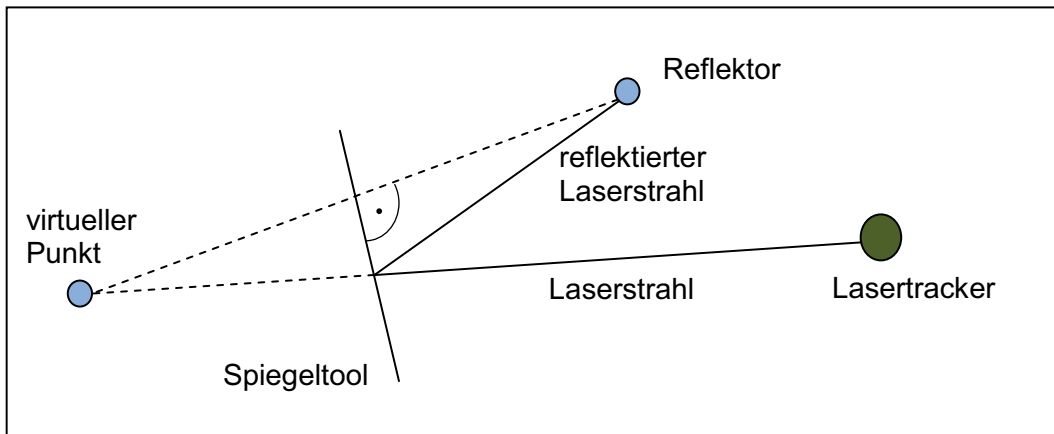 Reflektor
reflektierter
Laserstrahl
virtueller
Punkt
Laserstrahl
Lasertracker
Spiegeltool